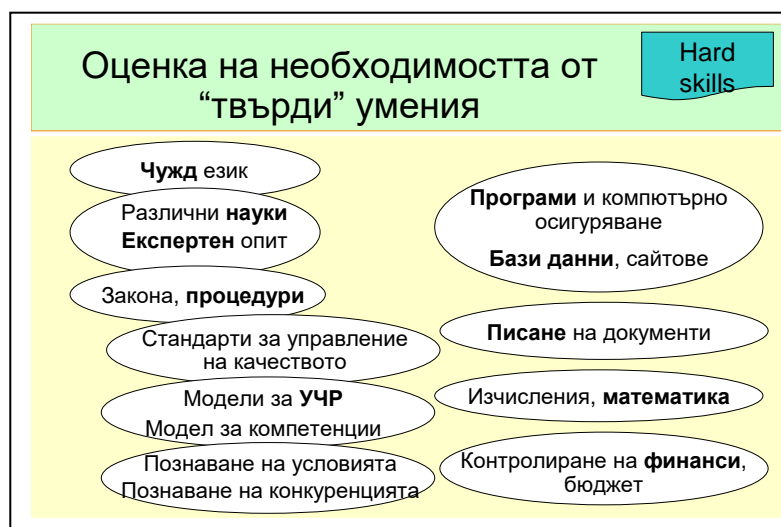 Оценка на необходимостта от
“твърди” умения
Hard
skills
Чужд език
Различни науки
Експертен опит
Закона, процедури
Стандарти за управление
на качеството
Модели за УЧР
Модел за компетенции
Познаване на условията
Познаване на конкуренцията
Програми и компютърно
осигуряване
Бази данни, сайтове
Писане на документи
Изчисления, математика
Контролиране на финанси,
бюджет